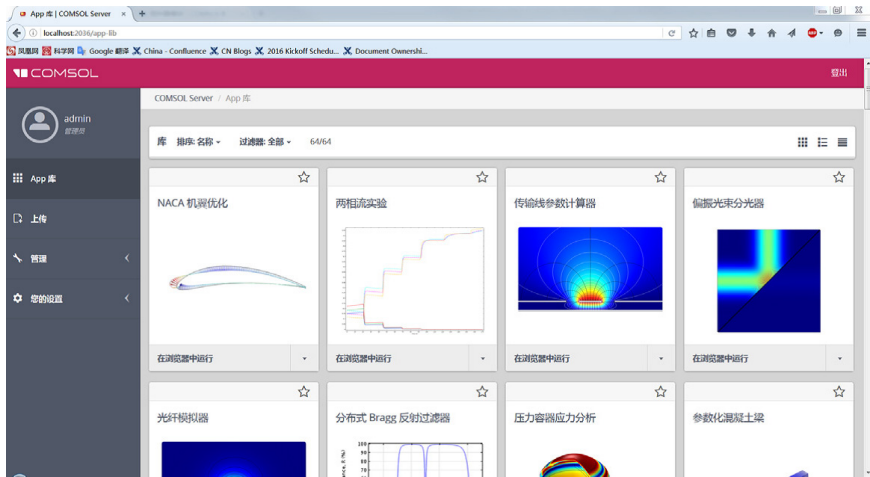 App 库 | COMSOL Server
localhost:2036/app-lib
凤凰网 科学网 Google 翻译 China - Confluence CN Blogs 2016 Kickoff Schedu... Document Ownershi...
COMSOL 登出
COMSOL Server / App 库
admin
管理员
库 排序: 名称 过滤器: 全部 64/64
App 库
上传
管理
您的设置
NACA 机翼优化 两相流实验 传输线参数计算器 偏振光束分光器
在浏览器中运行 在浏览器中运行 在浏览器中运行 在浏览器中运行
光纤模拟器 分布式 Bragg 反射过滤器 压力容器应力分析 参数化混凝土梁
100
90
80
70